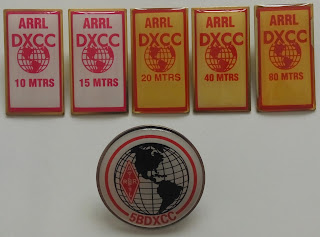 ARRL
DXCC
10 MTRS
ARRL
DXCC
15 MTRS
ARRL
DXCC
20 MTRS
ARRL
DXCC
40 MTRS
ARRL
DXCC
80 MTRS
5BDXCC